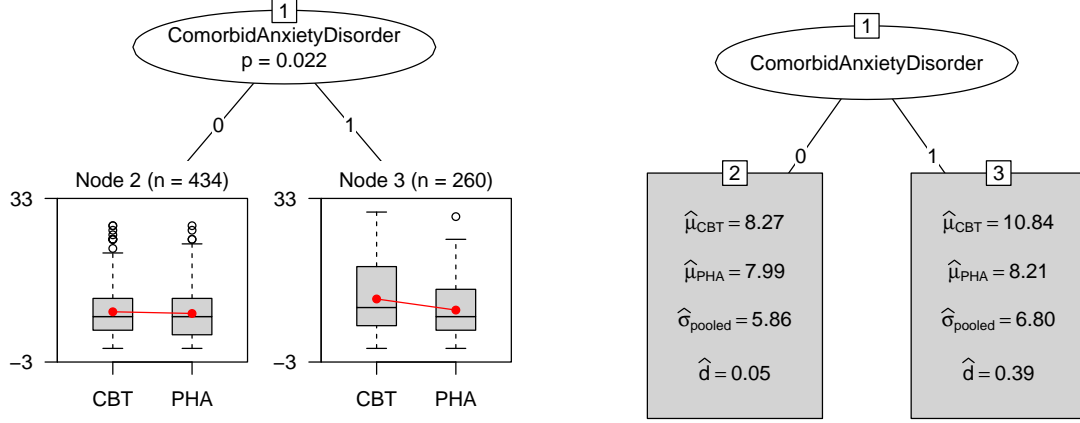 1
ComorbidAnxietyDisorder
p = 0.022
0
1
Node 2 (n = 434)
33
−3
CBT
PHA
Node 3 (n = 260)
33
−3
CBT
PHA
1
ComorbidAnxietyDisorder
0
1
2
μ̂CBT = 8.27
μ̂PHA = 7.99
σ̂pooled = 5.86
d̂ = 0.05
3
μ̂CBT = 10.84
μ̂PHA = 8.21
σ̂pooled = 6.80
d̂ = 0.39